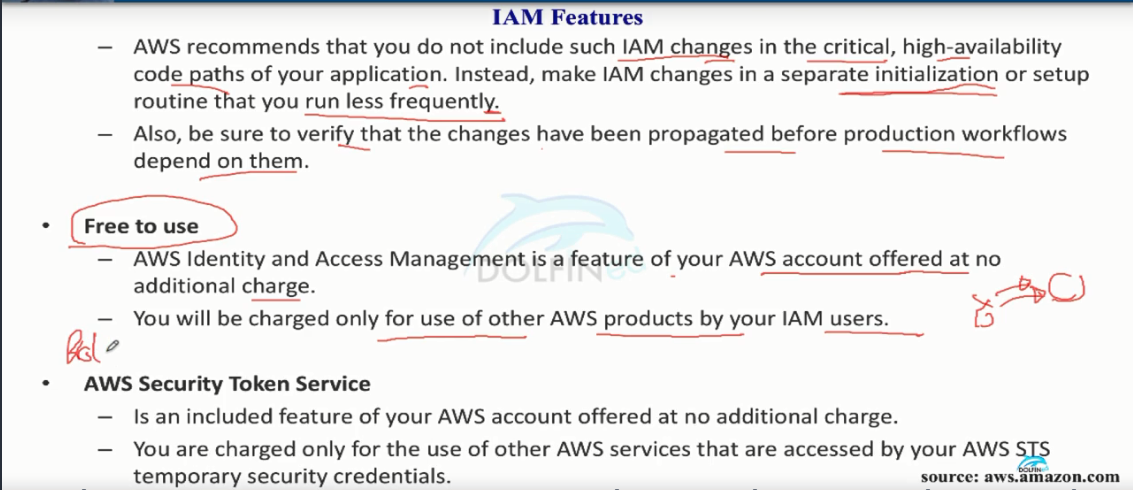 IAM Features
– AWS recommends that you do not include such IAM changes in the critical, high-availability
code paths of your application. Instead, make IAM changes in a separate initialization or setup
routine that you run less frequently.
– Also, be sure to verify that the changes have been propagated before production workflows
depend on them.
• Free to use
– AWS Identity and Access Management is a feature of your AWS account offered at no
additional charge.
– You will be charged only for use of other AWS products by your IAM users.
• AWS Security Token Service
– Is an included feature of your AWS account offered at no additional charge.
– You are charged only for the use of other AWS services that are accessed by your AWS STS
temporary security credentials.
DOLFINEd
DOLFIN
source: aws.amazon.com